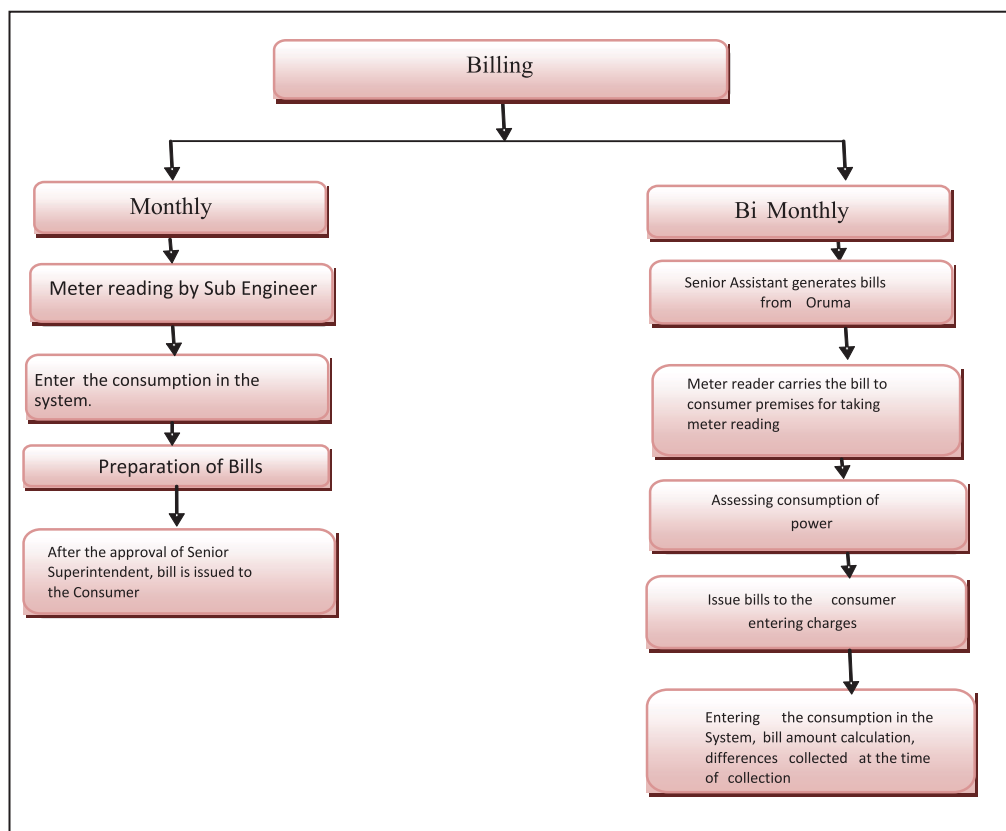 Billing
Monthly
Meter reading by Sub Engineer
Enter the consumption in the
system.
Preparation of Bills
After the approval of Senior
Superintendent, bill is issued to
the Consumer
Bi Monthly
Senior Assistant generates bills
from Oruma
Meter reader carries the bill to
consumer premises for taking
meter reading
Assessing consumption of
power
Issue bills to the consumer
entering charges
Entering the consumption in the
System, bill amount calculation,
differences collected at the time
of collection